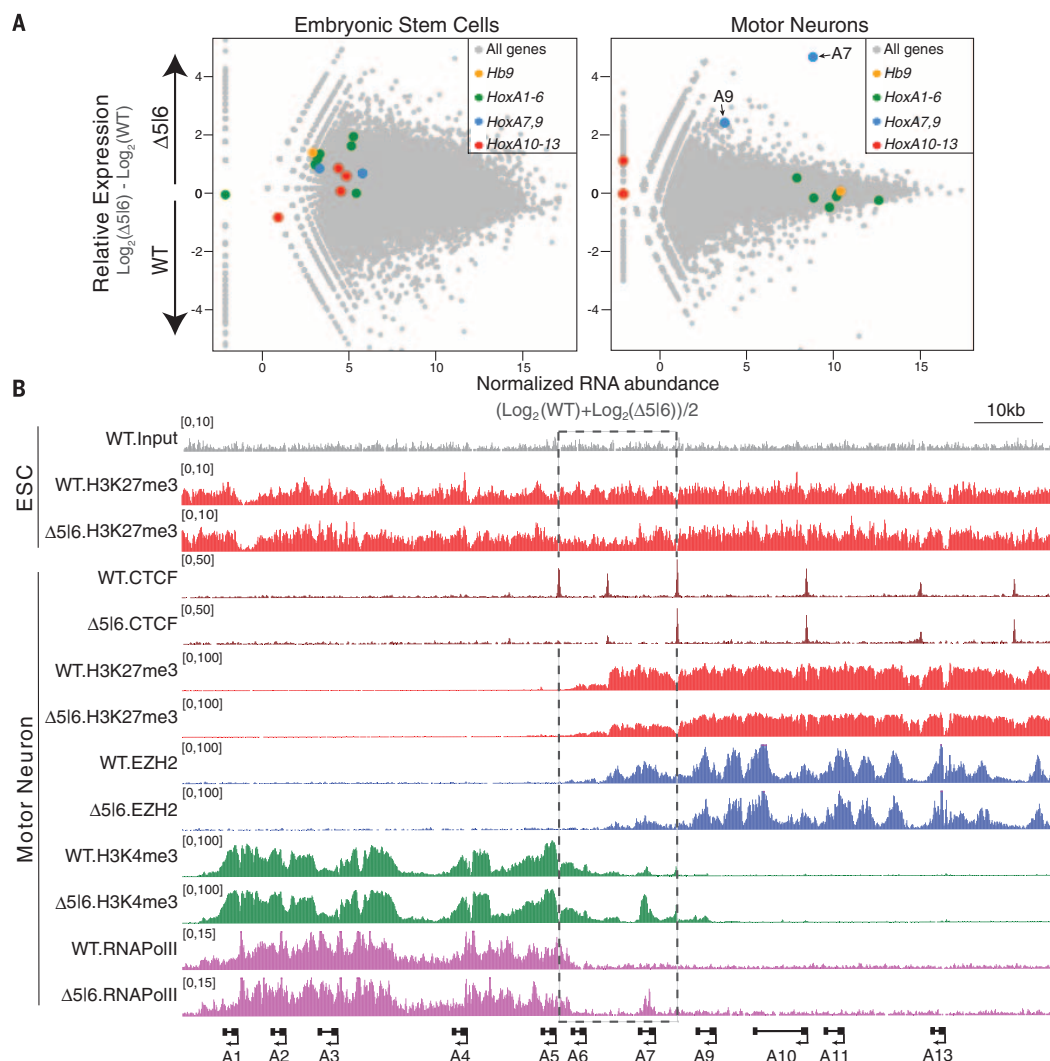 A
Embryonic Stem Cells
Motor Neurons
Relative Expression
Log2(Δ5|6) - Log2(WT)
Δ5|6
WT
4
2
0
-2
-4
All genes
Hb9
HoxA1-6
HoxA7,9
HoxA10-13
0 5 10 15
4
2
0
-2
-4
A7
A9
All genes
Hb9
HoxA1-6
HoxA7,9
HoxA10-13
0 5 10 15
Normalized RNA abundance
(Log2(WT)+Log2(Δ5|6))/2
B
10kb
ESC
WT.Input [0,10]
WT.H3K27me3 [0,10]
Δ5|6.H3K27me3 [0,10]
Motor Neuron
WT.CTCF [0,50]
Δ5|6.CTCF [0,50]
WT.H3K27me3 [0,100]
Δ5|6.H3K27me3 [0,100]
WT.EZH2 [0,100]
Δ5|6.EZH2 [0,100]
WT.H3K4me3 [0,100]
Δ5|6.H3K4me3 [0,100]
WT.RNAPolII [0,15]
Δ5|6.RNAPolII [0,15]
A1 A2 A3 A4 A5 A6 A7 A9 A10 A11 A13